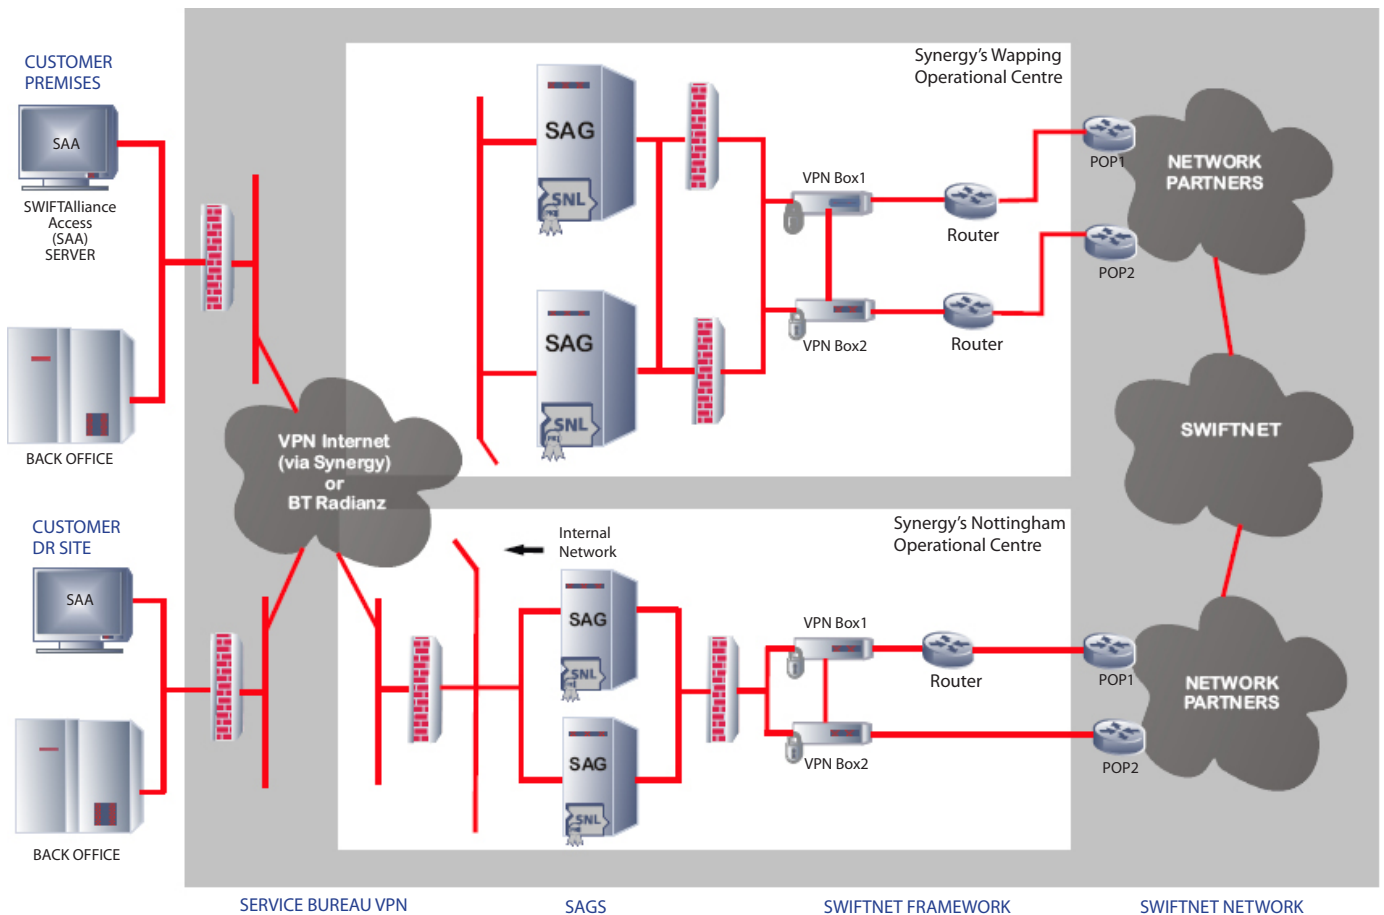 CUSTOMER
PREMISES
SAA
SWIFTAlliance
Access
(SAA)
SERVER
BACK OFFICE
CUSTOMER
DR SITE
SAA
BACK OFFICE
VPN Internet
(via Synergy)
or
BT Radianz
Synergy's Wapping
Operational Centre
SAG
SNL
SAG
SNL
VPN Box1
VPN Box2
Router
Router
POP1
POP2
NETWORK
PARTNERS
SWIFTNET
Synergy's Nottingham
Operational Centre
Internal
Network
SAG
SNL
SAG
SNL
VPN Box1
VPN Box2
Router
POP1
POP2
NETWORK
PARTNERS
SERVICE BUREAU VPN
SAGS
SWIFTNET FRAMEWORK
SWIFTNET NETWORK